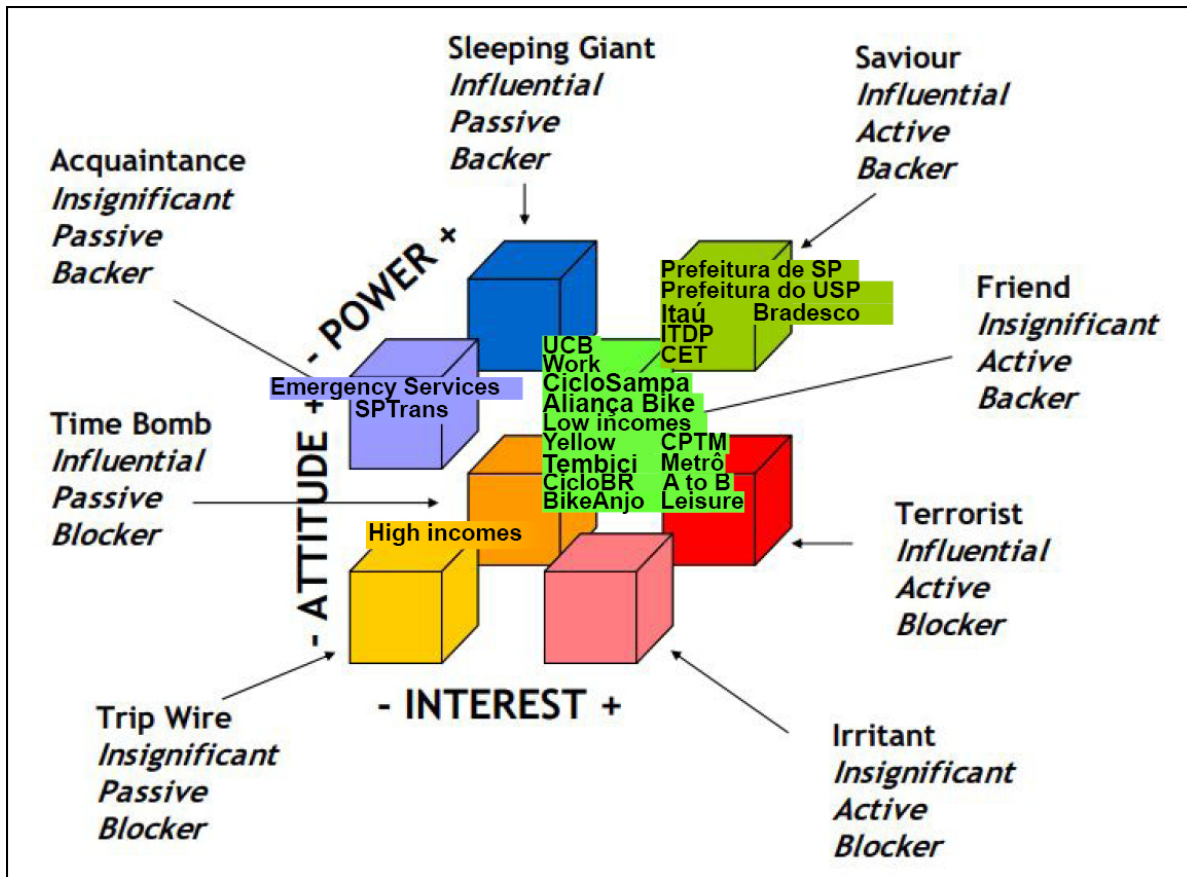 Sleeping Giant
Influential
Passive
Backer
Saviour
Influential
Active
Backer
Acquaintance
Insignificant
Passive
Backer
- POWER +
Prefeitura de SP
Prefeitura do USP
Itaú Bradesco
ITDP
CET
Friend
Insignificant
Active
Backer
UCB
Work
CicloSampa
Aliança Bike
Low incomes
Yellow CPTM
Tembici Metrô
CicloBR A to B
BikeAnjo Leisure
Emergency Services
SPTrans
- ATTITUDE +
Time Bomb
Influential
Passive
Blocker
High incomes
Terrorist
Influential
Active
Blocker
- INTEREST +
Trip Wire
Insignificant
Passive
Blocker
Irritant
Insignificant
Active
Blocker